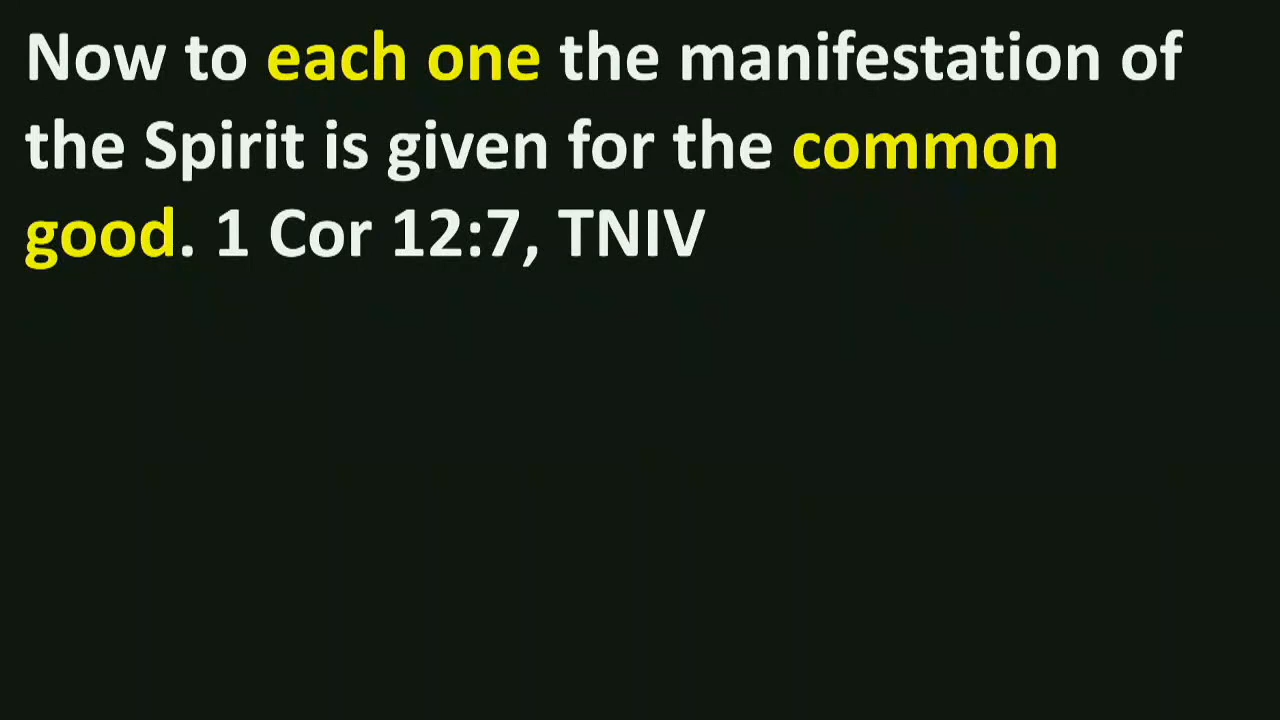 Now to each one the manifestation of
the Spirit is given for the common
good. 1 Cor 12:7, TNIV